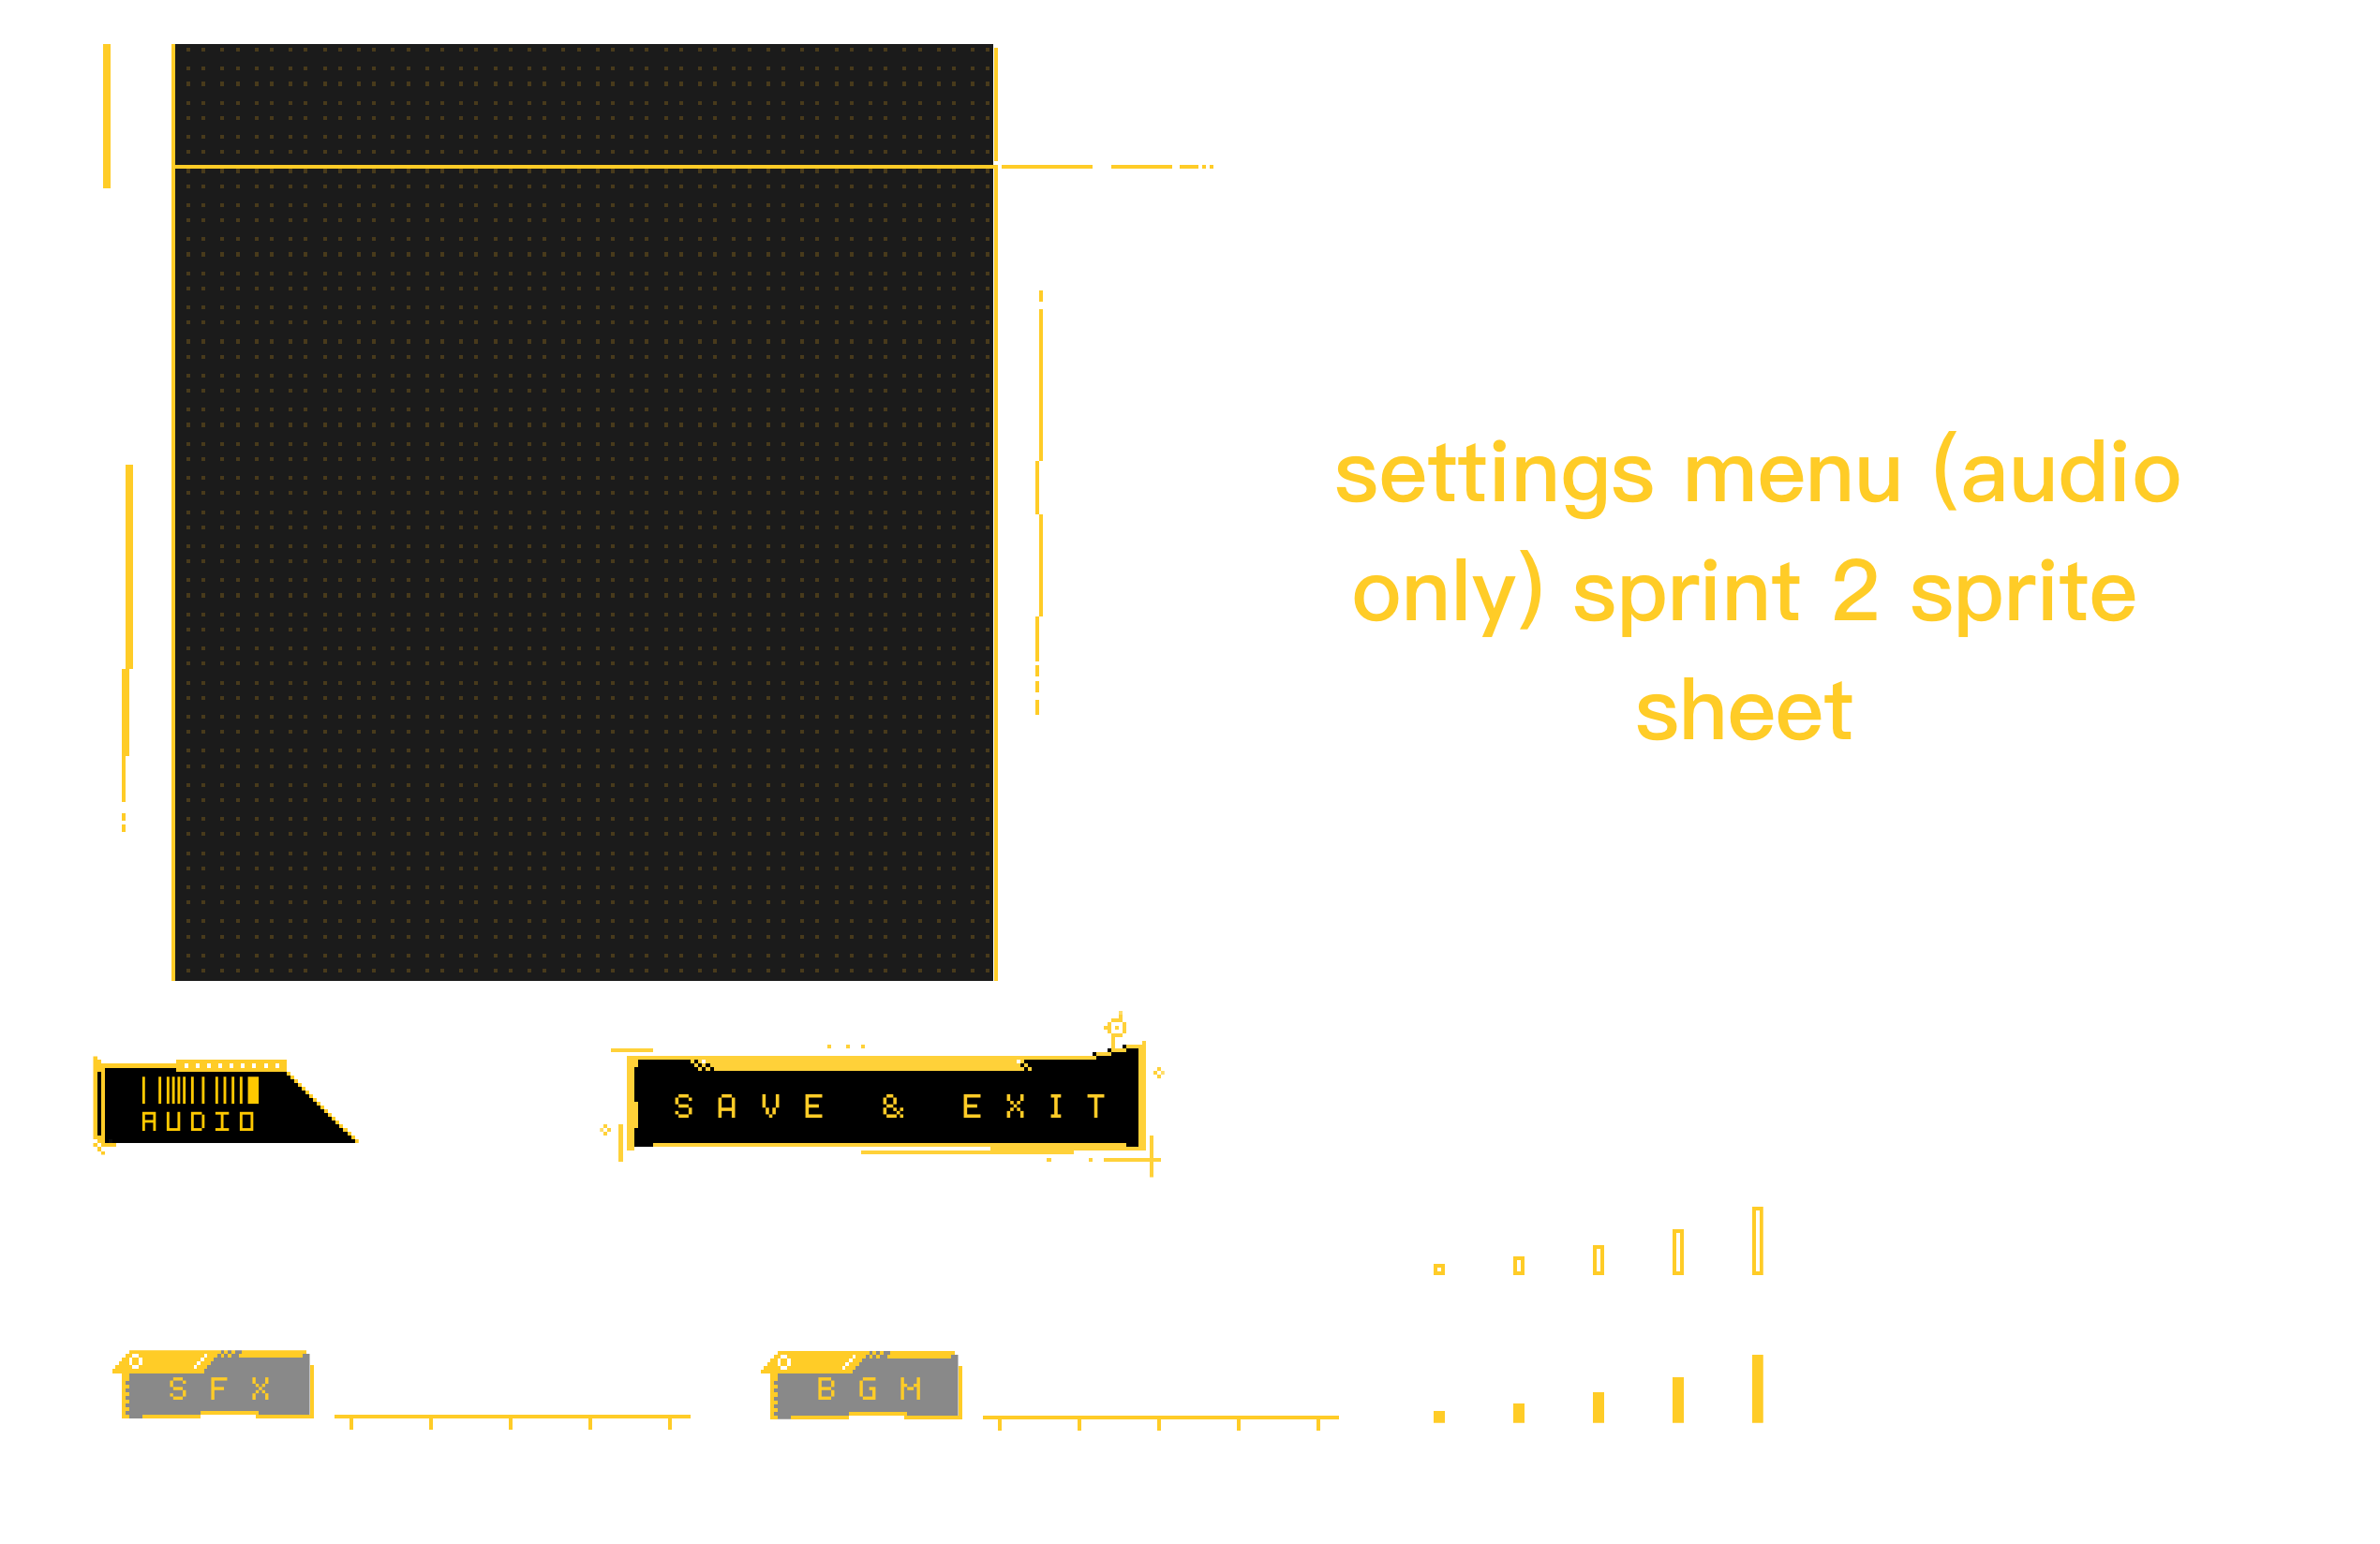 settings menu (audio
only) sprint 2 sprite
sheet
AUDIO
SAVE & EXIT
SFX
BGM